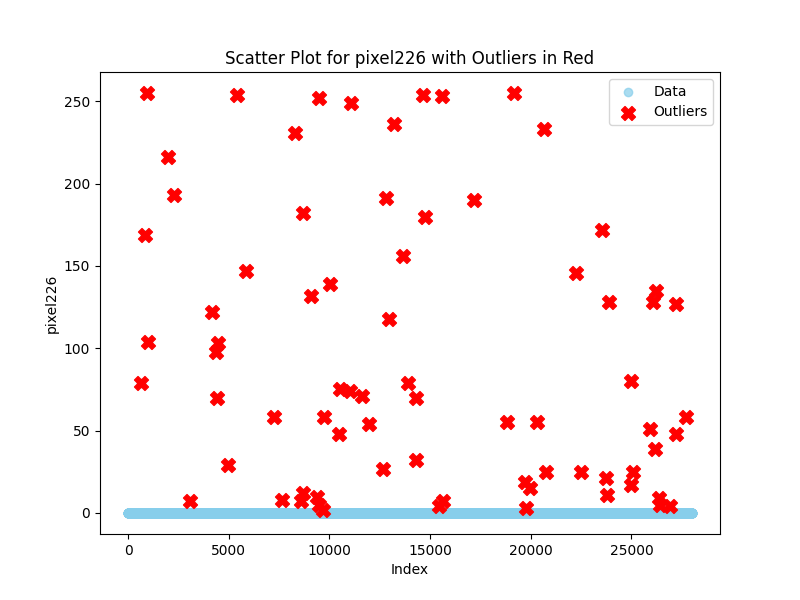 Scatter Plot for pixel226 with Outliers in Red
Data
Outliers
250
200
150
100
50
0
pixel226
0 5000 10000 15000 20000 25000
Index